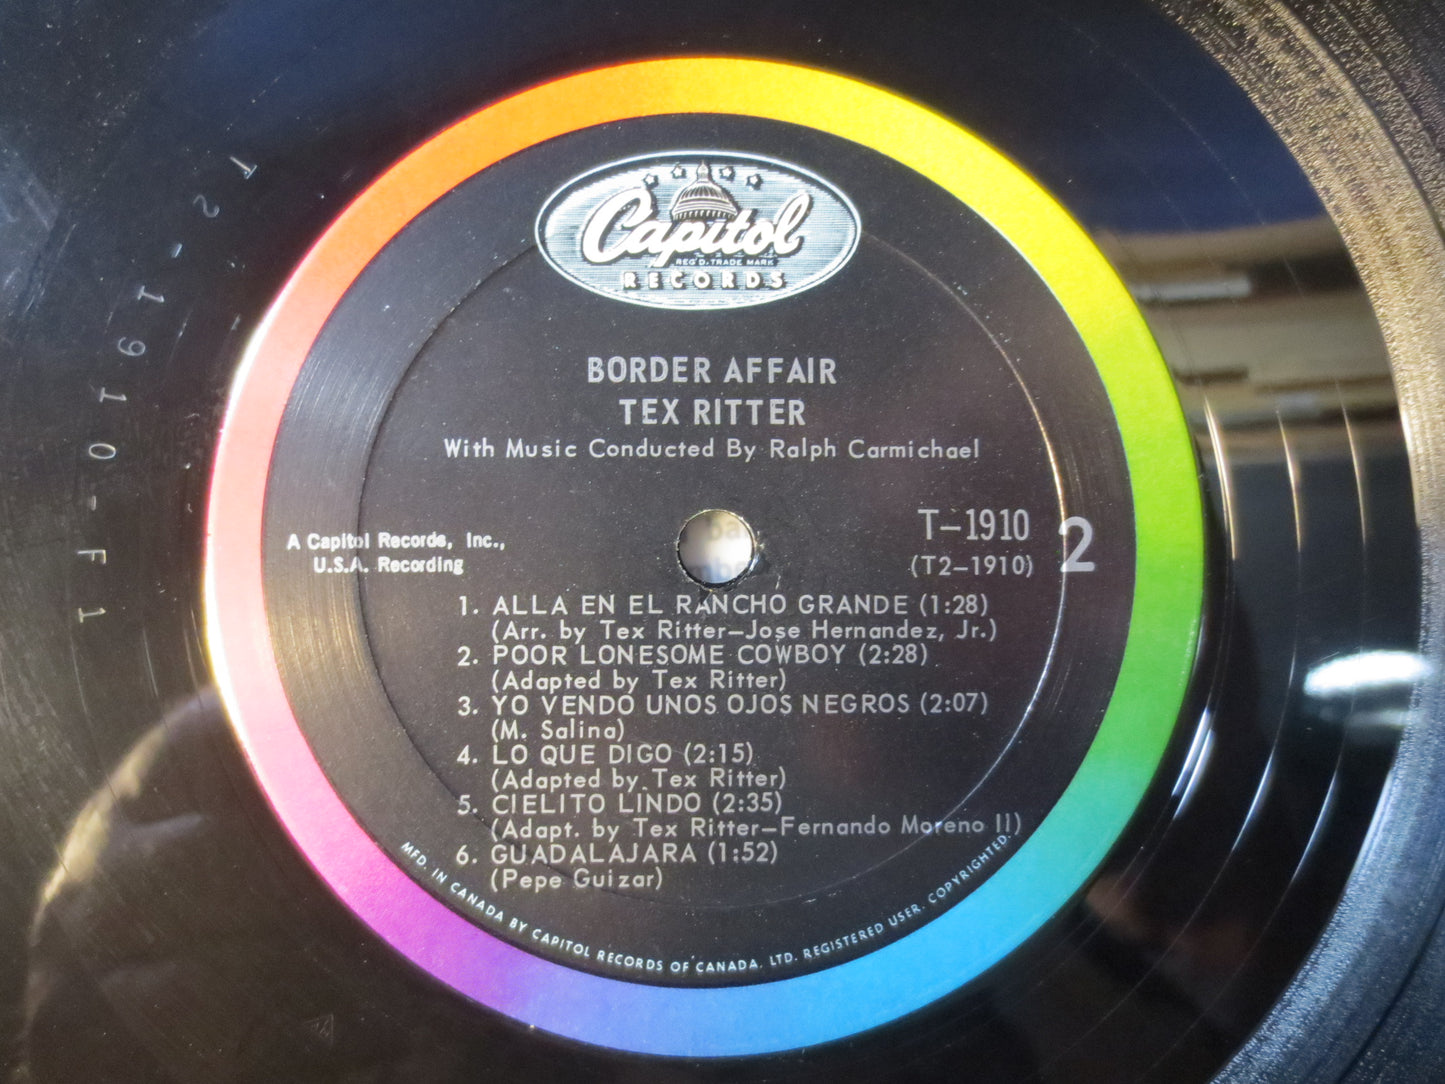 Capitol
REG'D. TRADE MARK
RECORDS
BORDER AFFAIR
TEX RITTER
With Music Conducted By Ralph Carmichael
A Capitol Records, Inc.,
U.S.A. Recording
T-1910
(T2-1910)
2
1. ALLA EN EL RANCHO GRANDE (1:28)
(Arr. by Tex Ritter-Jose Hernandez, Jr.)
2. POOR LONESOME COWBOY (2:28)
(Adapted by Tex Ritter)
3. YO VENDO UNOS OJOS NEGROS (2:07)
(M. Salina)
4. LO QUE DIGO (2:15)
(Adapted by Tex Ritter)
5. CIELITO LINDO (2:35)
(Adapt. by Tex Ritter-Fernando Moreno II)
6. GUADALAJARA (1:52)
(Pepe Guizar)
MFD. IN CANADA BY CAPITOL RECORDS OF CANADA, LTD. REGISTERED USER. COPYRIGHTED.
T2-1910-F1